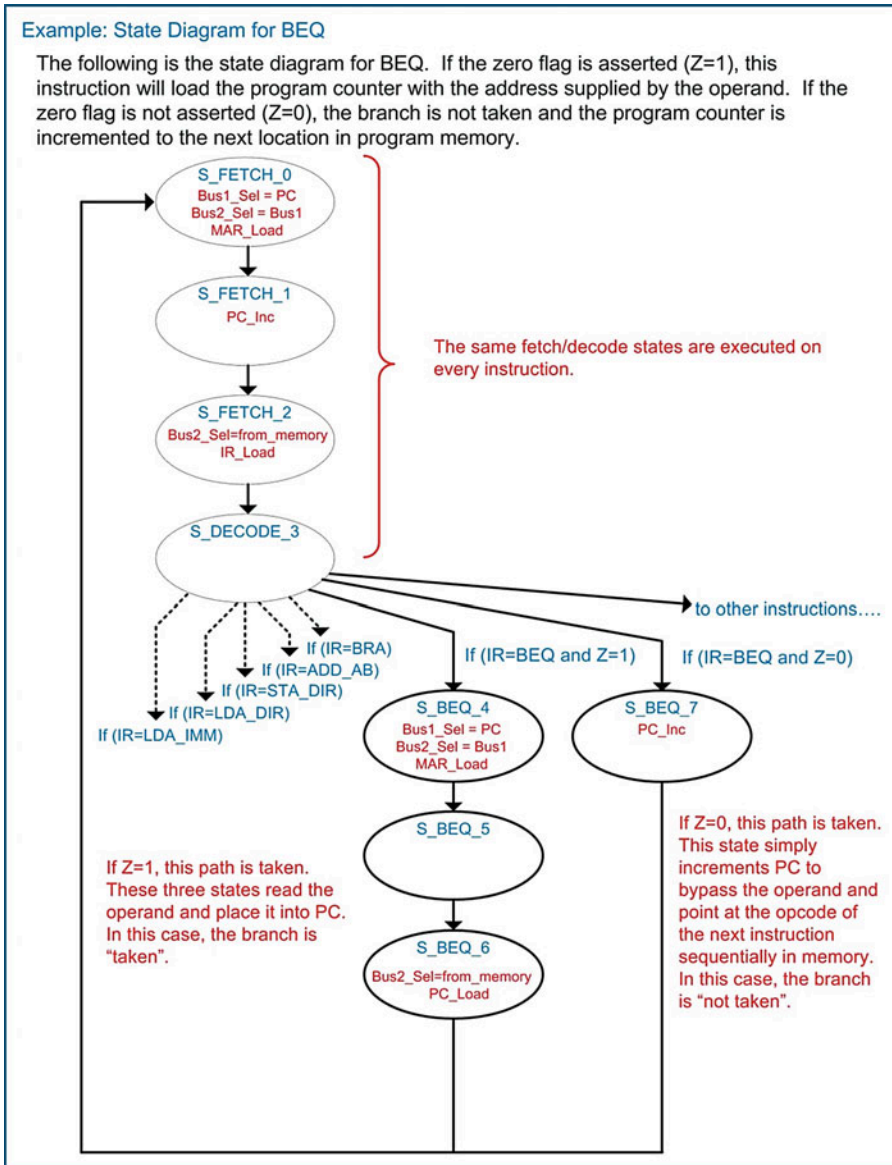 Example: State Diagram for BEQ
The following is the state diagram for BEQ.  If the zero flag is asserted (Z=1), this
instruction will load the program counter with the address supplied by the operand.  If the
zero flag is not asserted (Z=0), the branch is not taken and the program counter is
incremented to the next location in program memory.
S_FETCH_0
Bus1_Sel = PC
Bus2_Sel = Bus1
MAR_Load
S_FETCH_1
PC_Inc
The same fetch/decode states are executed on
every instruction.
S_FETCH_2
Bus2_Sel=from_memory
IR_Load
S_DECODE_3
to other instructions....
If (IR=BRA)
If (IR=ADD_AB)
If (IR=STA_DIR)
If (IR=LDA_DIR)
If (IR=LDA_IMM)
If (IR=BEQ and Z=1)
If (IR=BEQ and Z=0)
S_BEQ_4
Bus1_Sel = PC
Bus2_Sel = Bus1
MAR_Load
S_BEQ_7
PC_Inc
S_BEQ_5
If Z=1, this path is taken.
These three states read the
operand and place it into PC.
In this case, the branch is
“taken”.
If Z=0, this path is taken.
This state simply
increments PC to
bypass the operand and
point at the opcode of
the next instruction
sequentially in memory.
In this case, the branch
is “not taken”.
S_BEQ_6
Bus2_Sel=from_memory
PC_Load